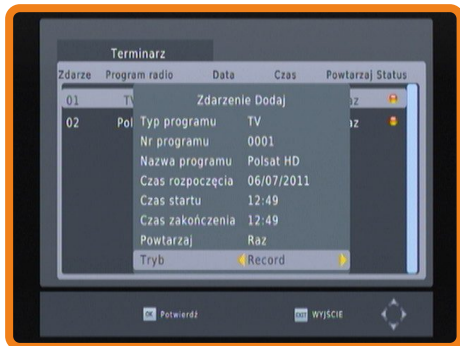 Terminarz
Zdarze Program radio Data Czas Powtarzaj Status
01 TV
02 Pol
Zdarzenie Dodaj
Typ programu TV
Nr programu 0001
Nazwa programu Polsat HD
Czas rozpoczęcia 06/07/2011
Czas startu 12:49
Czas zakończenia 12:49
Powtarzaj Raz
Tryb Record
OK Potwierdź EXIT WYJŚCIE